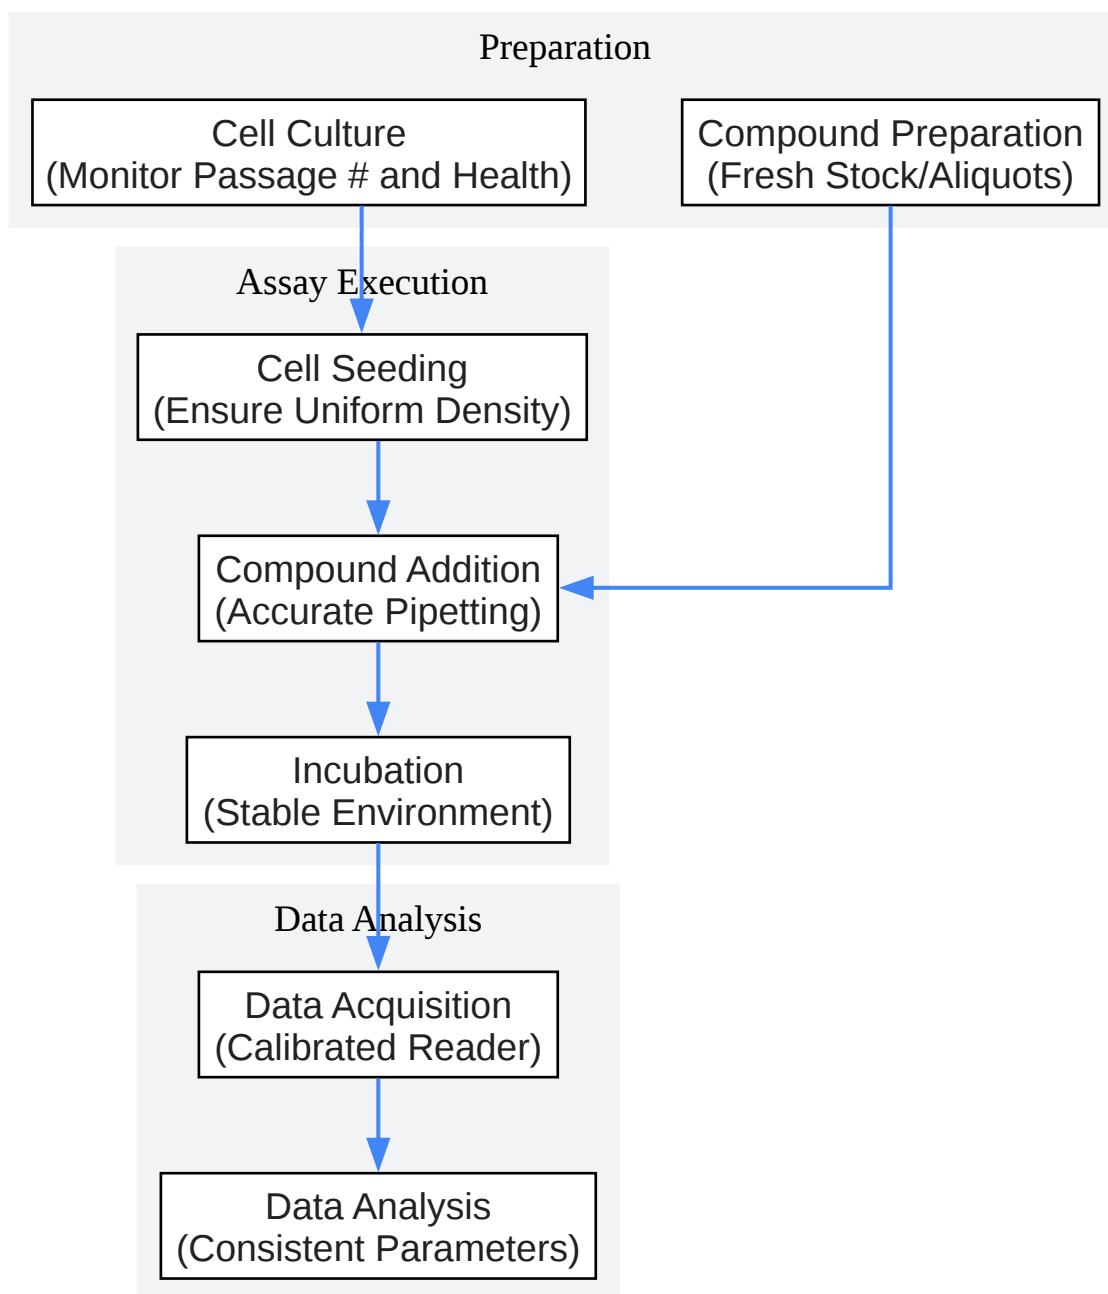 Preparation
Cell Culture
(Monitor Passage # and Health)
Compound Preparation
(Fresh Stock/Aliquots)
Assay Execution
Cell Seeding
(Ensure Uniform Density)
Compound Addition
(Accurate Pipetting)
Incubation
(Stable Environment)
Data Analysis
Data Acquisition
(Calibrated Reader)
Data Analysis
(Consistent Parameters)